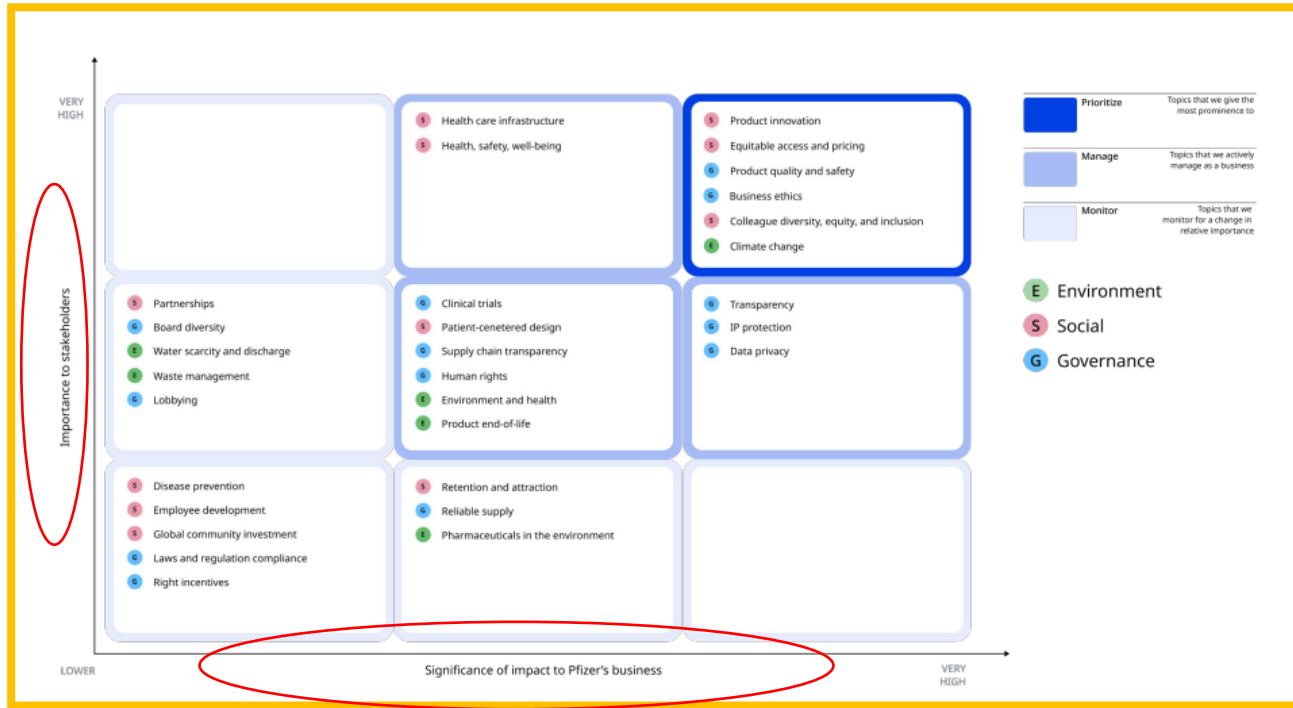 VERY
HIGH
Importance to stakeholders
S Health care infrastructure
S Health, safety, well-being
S Product innovation
S Equitable access and pricing
G Product quality and safety
G Business ethics
S Colleague diversity, equity, and inclusion
E Climate change
S Partnerships
G Board diversity
E Water scarcity and discharge
E Waste management
G Lobbying
G Clinical trials
S Patient-cenetered design
G Supply chain transparency
G Human rights
E Environment and health
E Product end-of-life
G Transparency
G IP protection
G Data privacy
S Disease prevention
S Employee development
S Global community investment
G Laws and regulation compliance
G Right incentives
S Retention and attraction
G Reliable supply
E Pharmaceuticals in the environment
LOWER
Significance of impact to Pfizer's business
VERY
HIGH
Prioritize
Topics that we give the
most prominence to
Manage
Topics that we actively
manage as a business
Monitor
Topics that we
monitor for a change in
relative importance
E Environment
S Social
G Governance